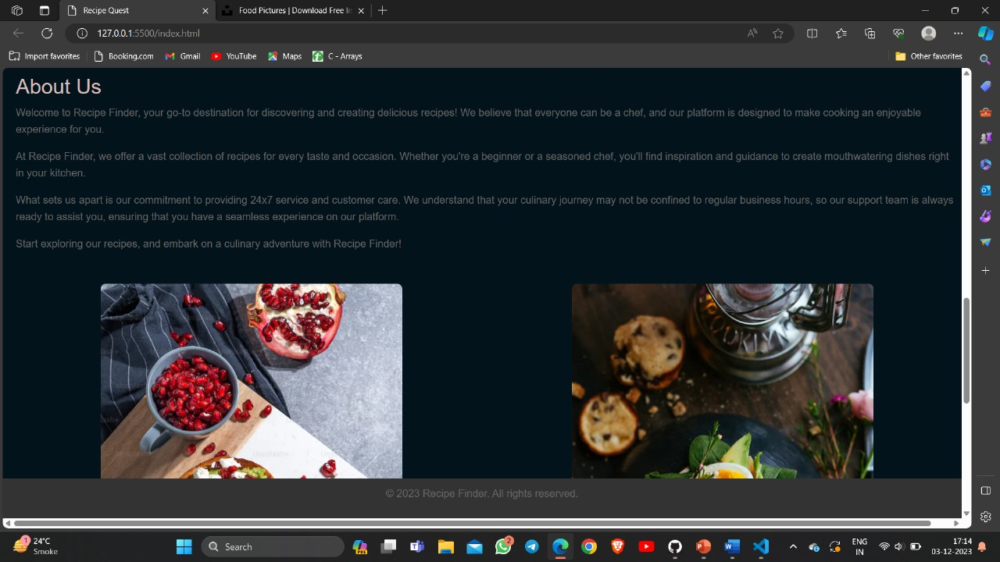 Recipe Quest
Food Pictures | Download Free In
127.0.0.1:5500/index.html
Import favorites
Booking.com
Gmail
YouTube
Maps
C - Arrays
Other favorites
About Us
Welcome to Recipe Finder, your go-to destination for discovering and creating delicious recipes! We believe that everyone can be a chef, and our platform is designed to make cooking an enjoyable
experience for you.
At Recipe Finder, we offer a vast collection of recipes for every taste and occasion. Whether you're a beginner or a seasoned chef, you'll find inspiration and guidance to create mouthwatering dishes right
in your kitchen.
What sets us apart is our commitment to providing 24x7 service and customer care. We understand that your culinary journey may not be confined to regular business hours, so our support team is always
ready to assist you, ensuring that you have a seamless experience on our platform.
Start exploring our recipes, and embark on a culinary adventure with Recipe Finder!
© 2023 Recipe Finder. All rights reserved.
1
24°C
Smoke
Search
PRE
2
ENG
IN
17:14
03-12-2023